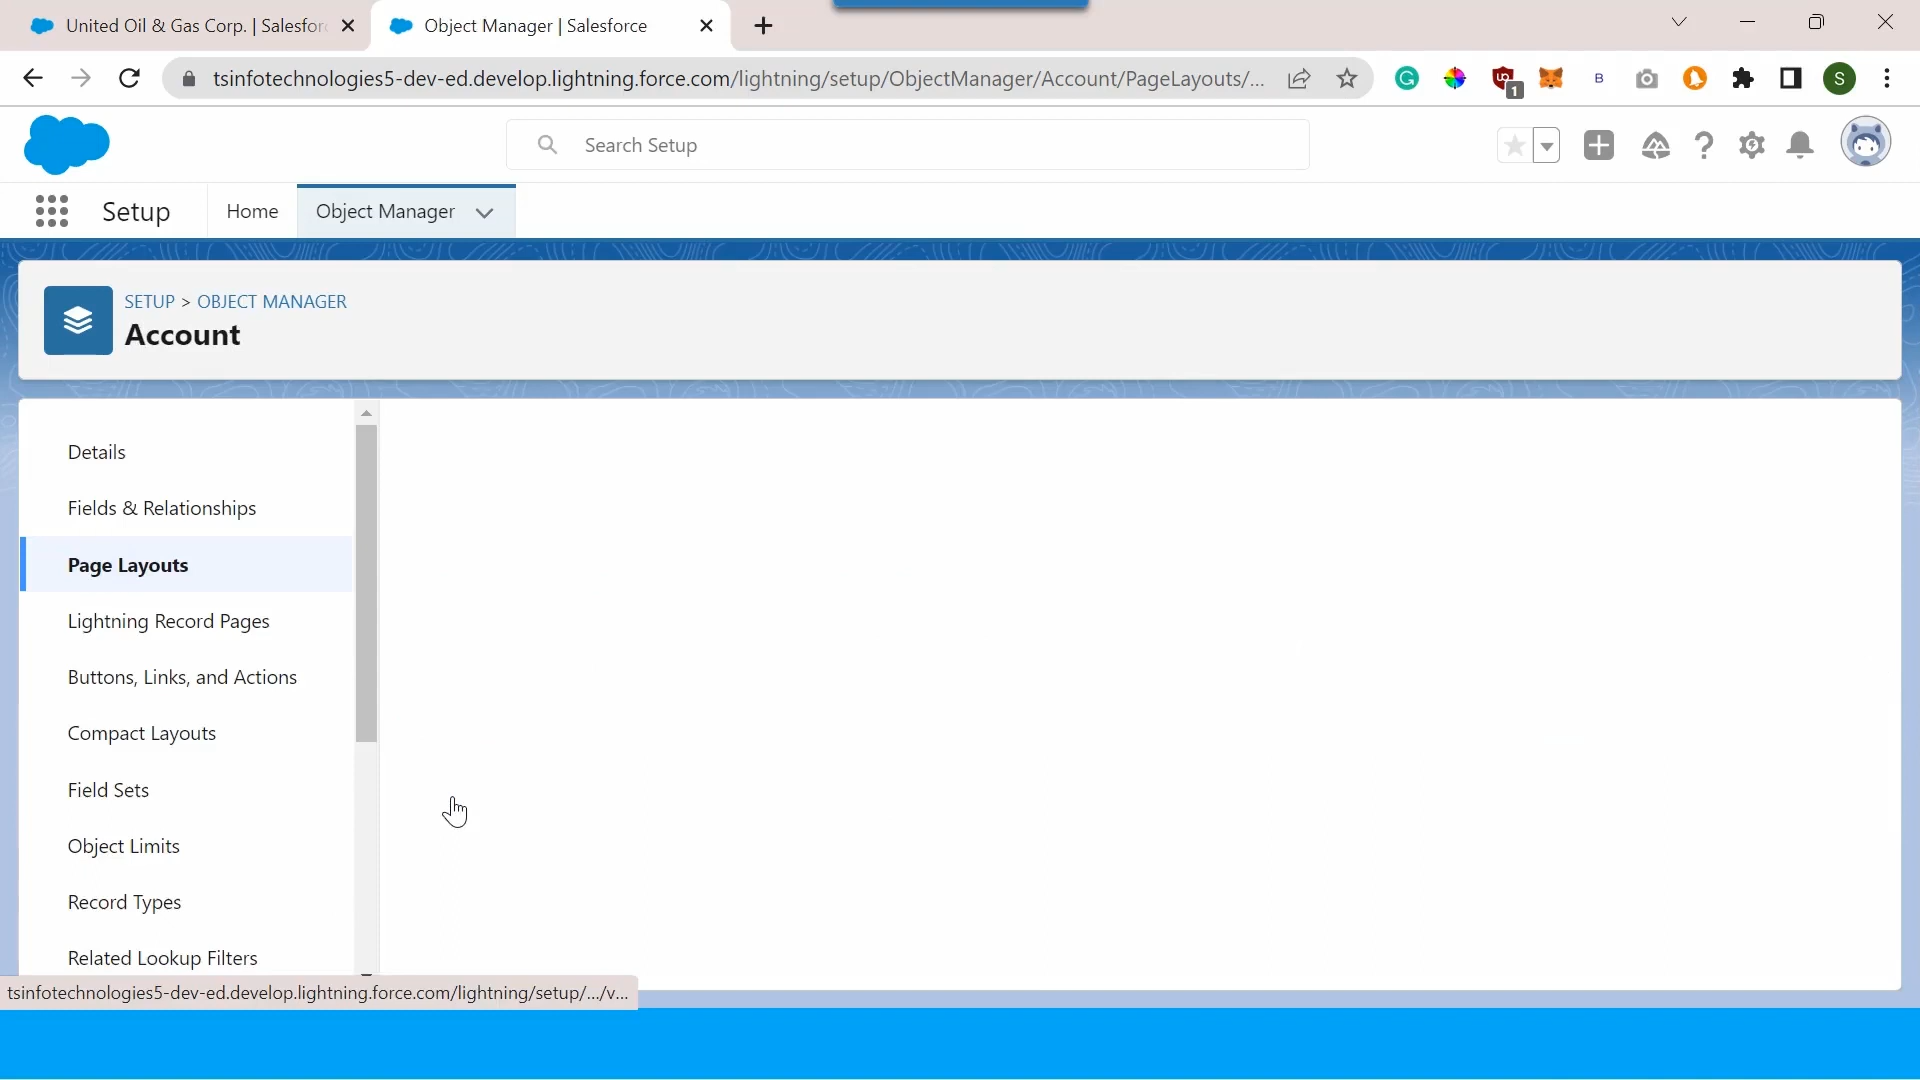 United Oil & Gas Corp. | Salesforc
Object Manager | Salesforce
tsinfotechnologies5-dev-ed.develop.lightning.force.com/lightning/setup/ObjectManager/Account/PageLayouts/...
1
B
S
Search Setup
Setup
Home
Object Manager
SETUP > OBJECT MANAGER
Account
Details
Fields & Relationships
Page Layouts
Lightning Record Pages
Buttons, Links, and Actions
Compact Layouts
Field Sets
Object Limits
Record Types
Related Lookup Filters
tsinfotechnologies5-dev-ed.develop.lightning.force.com/lightning/setup/.../v...